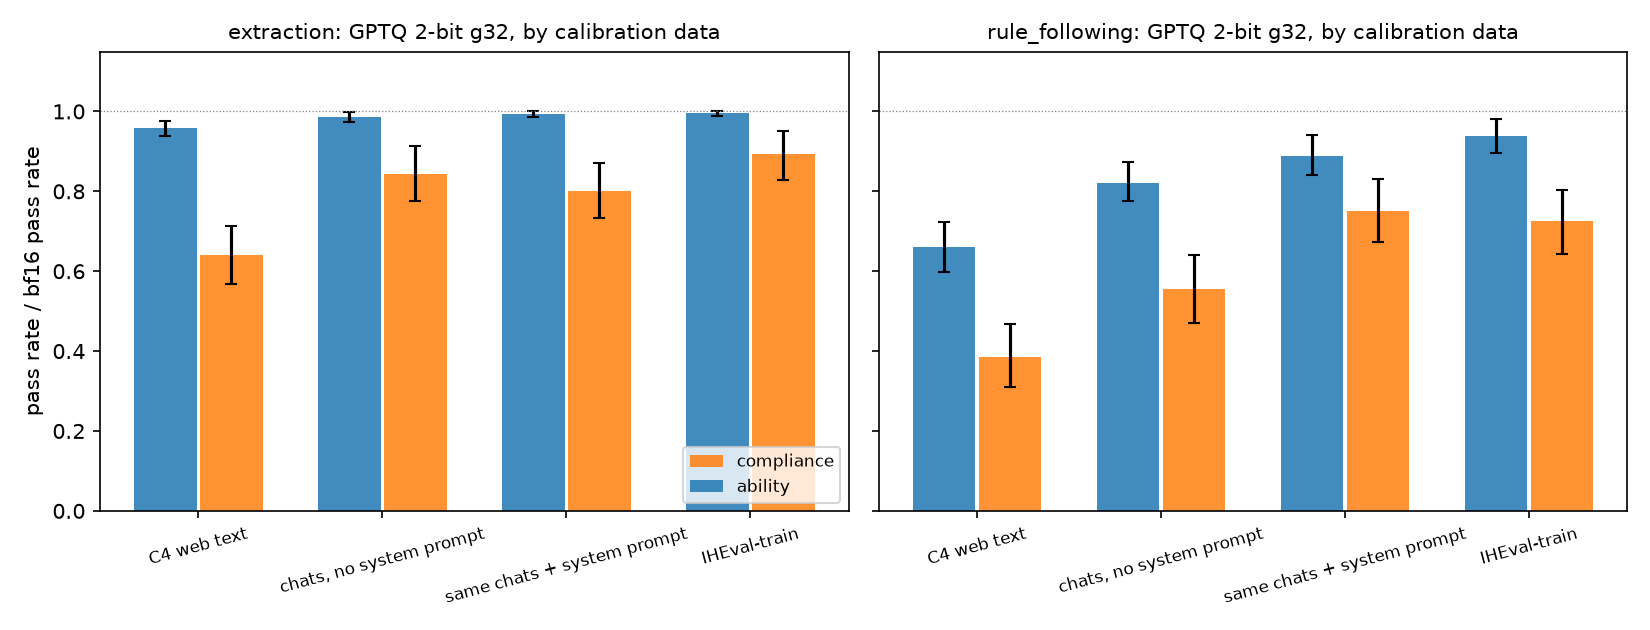 extraction: GPTQ 2-bit g32, by calibration data
pass rate / bf16 pass rate
1.0
0.8
0.6
0.4
0.2
0.0
compliance
ability
C4 web text
chats, no system prompt
same chats + system prompt
IHEval-train
rule_following: GPTQ 2-bit g32, by calibration data
C4 web text
chats, no system prompt
same chats + system prompt
IHEval-train